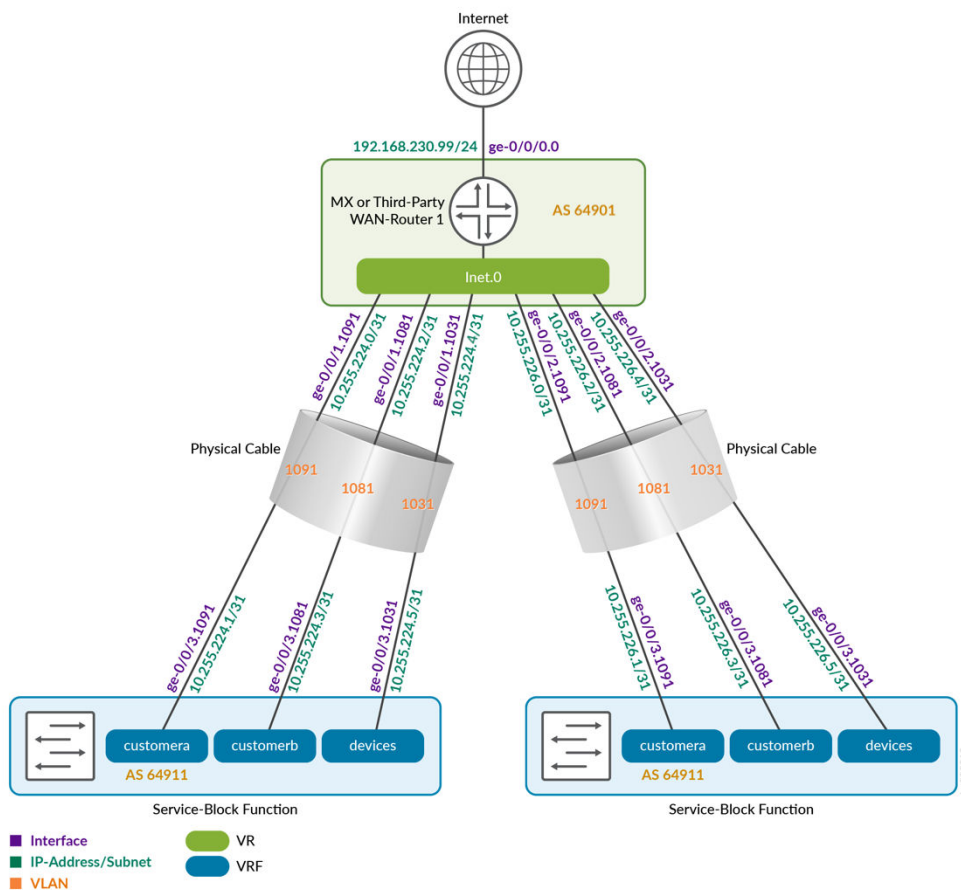 Internet
192.168.230.99/24
ge-0/0/0.0
MX or Third-Party
WAN-Router 1
AS 64901
Inet.0
ge-0/0/1.1091
10.255.224.0/31
ge-0/0/1.1081
10.255.224.2/31
ge-0/0/1.1031
10.255.224.4/31
10.255.226.0/31
ge-0/0/2.1091
10.255.226.2/31
ge-0/0/2.1081
10.255.226.4/31
ge-0/0/2.1031
Physical Cable
1091
1081
1031
Physical Cable
1091
1081
1031
ge-0/0/3.1091
10.255.224.1/31
ge-0/0/3.1081
10.255.224.3/31
ge-0/0/3.1031
10.255.224.5/31
10.255.226.1/31
ge-0/0/3.1091
10.255.226.3/31
ge-0/0/3.1081
10.255.226.5/31
ge-0/0/3.1031
customera
customerb
devices
AS 64911
Service-Block Function
customera
customerb
devices
AS 64911
Service-Block Function
Interface
IP-Address/Subnet
VLAN
VR
VRF